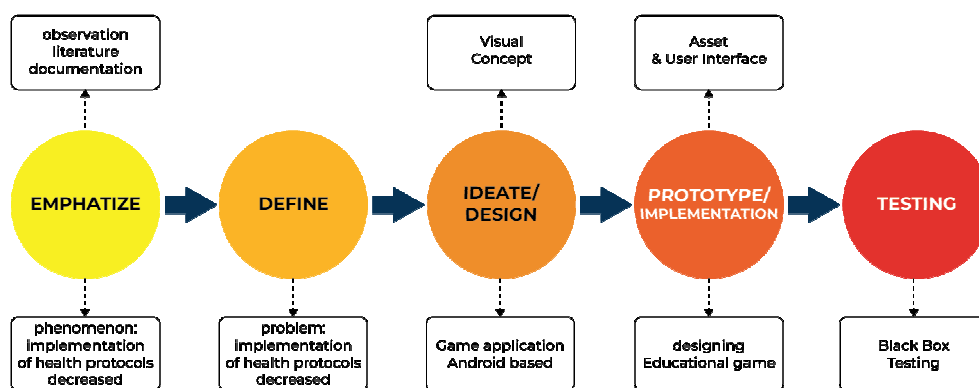 observation
literature
documentation
Visual
Concept
Asset
& User Interface
EMPHATIZE
DEFINE
IDEATE/
DESIGN
PROTOTYPE/
IMPLEMENTATION
TESTING
phenomenon:
implementation
of health protocols
decreased
problem:
implementation
of health protocols
decreased
Game application
Android based
designing
Educational game
Black Box
Testing